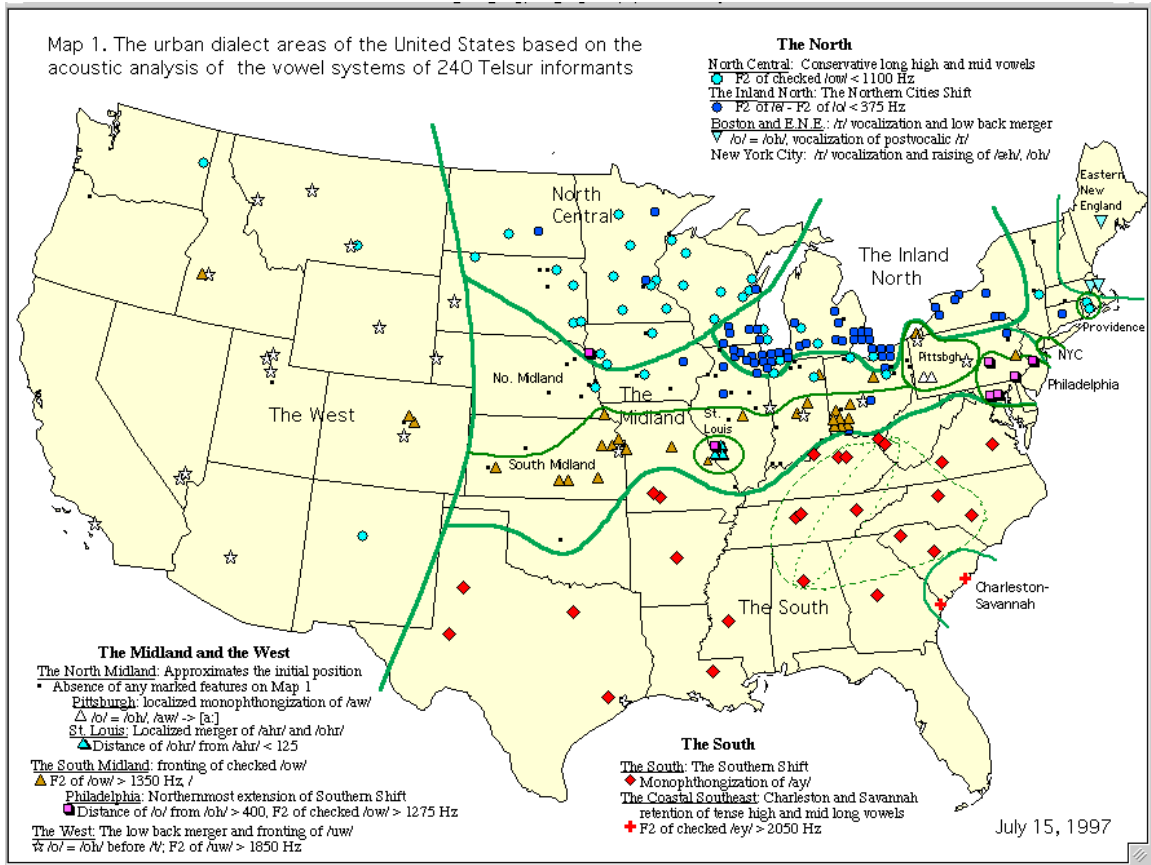 Map 1. The urban dialect areas of the United States based on the
acoustic analysis of the vowel systems of 240 Telsur informants
The North
North Central: Conservative long high and mid vowels
F2 of checked /ow/ < 1100 Hz
The Inland North: The Northern Cities Shift
F2 of /e/ - F2 of /o/ < 375 Hz
Boston and E.N.E.: /r/ vocalization and low back merger
/o/ = /oh/, vocalization of postvocalic /r/
New York City: /r/ vocalization and raising of /æh/, /oh/
Eastern
New
England
North
Central
The Inland
North
Providence
NYC
Pittsbgh
Philadelphia
No. Midland
The
Midland
The West
St.
Louis
South Midland
The South
Charleston-
Savannah
The Midland and the West
The North Midland: Approximates the initial position
Absence of any marked features on Map 1
Pittsburgh: localized monophthongization of /aw/
/o/ = /oh/, /aw/ -> [a:]
St. Louis: Localized merger of /ahr/ and /ohr/
Distance of /ohr/ from /ahr/ < 125
The South Midland: fronting of checked /ow/
F2 of /ow/ > 1350 Hz, /
Philadelphia: Northernmost extension of Southern Shift
Distance of /o/ from /oh/ > 400, F2 of checked /ow/ > 1275 Hz
The West: The low back merger and fronting of /uw/
/o/ = /oh/ before /t/; F2 of /uw/ > 1850 Hz
The South
The South: The Southern Shift
Monophthongization of /ay/
The Coastal Southeast: Charleston and Savannah
retention of tense high and mid long vowels
F2 of checked /ey/ > 2050 Hz
July 15, 1997